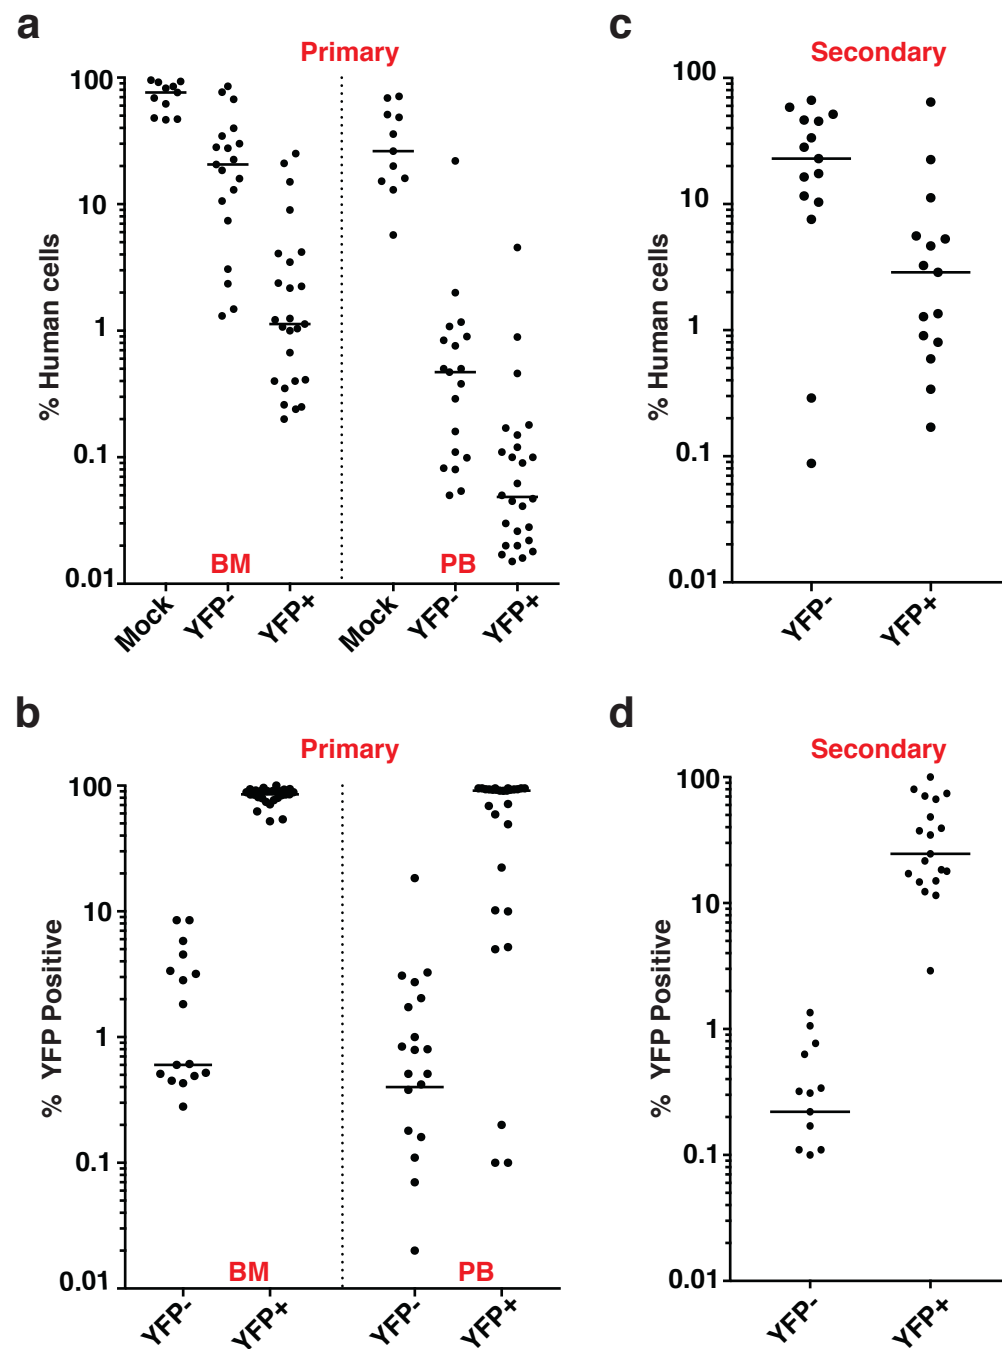 a
Primary
% Human cells
100
10
1
0.1
0.01
BM
PB
Mock
YFP-
YFP+
Mock
YFP-
YFP+
c
Secondary
% Human cells
100
10
1
0.1
0.01
YFP-
YFP+
b
Primary
% YFP Positive
100
10
1
0.1
0.01
BM
PB
YFP-
YFP+
YFP-
YFP+
d
Secondary
% YFP Positive
100
10
1
0.1
0.01
YFP-
YFP+